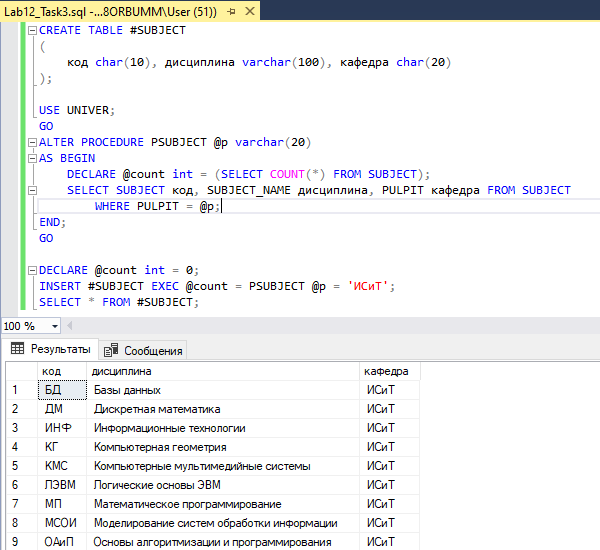 Lab12_Task3.sql -...8ORBUMM\User (51))
CREATE TABLE #SUBJECT
(
код char(10), дисциплина varchar(100), кафедра char(20)
);
USE UNIVER;
GO
ALTER PROCEDURE PSUBJECT @p varchar(20)
AS BEGIN
DECLARE @count int = (SELECT COUNT(*) FROM SUBJECT);
SELECT SUBJECT код, SUBJECT_NAME дисциплина, PULPIT кафедра FROM SUBJECT
WHERE PULPIT = @p;
END;
GO
DECLARE @count int = 0;
INSERT #SUBJECT EXEC @count = PSUBJECT @p = 'ИСиТ';
SELECT * FROM #SUBJECT;
100 %
Результаты Сообщения
код дисциплина кафедра
1 БД Базы данных ИСиТ
2 ДМ Дискретная математика ИСиТ
3 ИНФ Информационные технологии ИСиТ
4 КГ Компьютерная геометрия ИСиТ
5 КМС Компьютерные мультимедийные системы ИСиТ
6 ЛЭВМ Логические основы ЭВМ ИСиТ
7 МП Математическое программирование ИСиТ
8 МСОИ Моделирование систем обработки информации ИСиТ
9 ОАиП Основы алгоритмизации и программирования ИСиТ